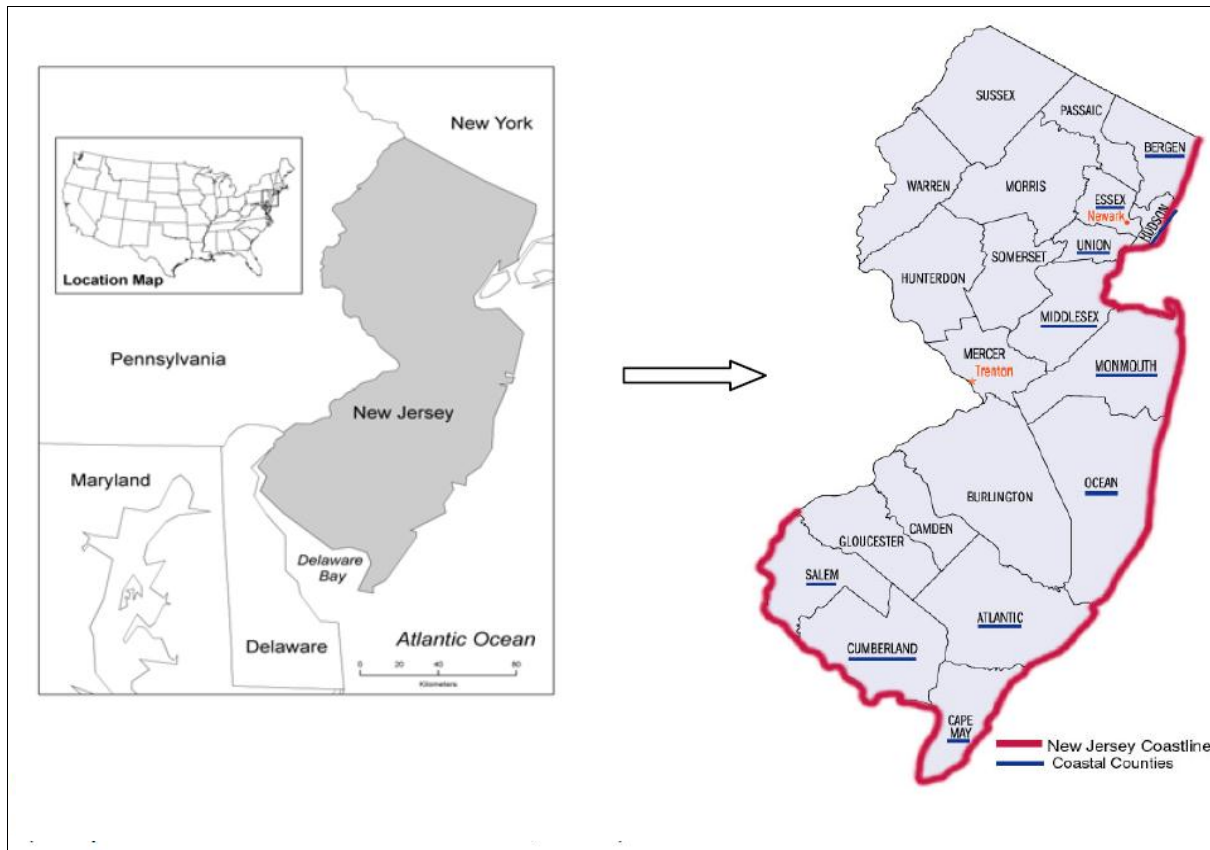 New York
Location Map
Pennsylvania
New Jersey
Maryland
Delaware
Bay
Delaware
Atlantic Ocean
0 20 40 80
Kilometers
SUSSEX
PASSAIC
BERGEN
WARREN
MORRIS
ESSEX
Newark
HUDSON
UNION
SOMERSET
HUNTERDON
MIDDLESEX
MERCER
Trenton
MONMOUTH
OCEAN
BURLINGTON
CAMDEN
GLOUCESTER
SALEM
ATLANTIC
CUMBERLAND
CAPE
MAY
New Jersey Coastline
Coastal Counties